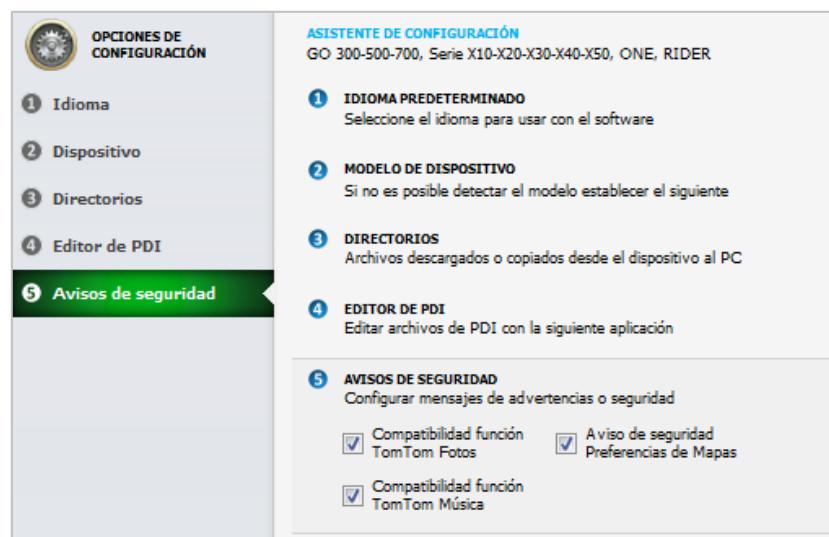 OPCIONES DE
CONFIGURACIÓN
1 Idioma
2 Dispositivo
3 Directorios
4 Editor de PDI
5 Avisos de seguridad
ASISTENTE DE CONFIGURACIÓN
GO 300-500-700, Serie X10-X20-X30-X40-X50, ONE, RIDER
1 IDIOMA PREDETERMINADO
Seleccione el idioma para usar con el software
2 MODELO DE DISPOSITIVO
Si no es posible detectar el modelo establecer el siguiente
3 DIRECTORIOS
Archivos descargados o copiados desde el dispositivo al PC
4 EDITOR DE PDI
Editar archivos de PDI con la siguiente aplicación
5 AVISOS DE SEGURIDAD
Configurar mensajes de advertencias o seguridad
Compatibilidad función
TomTom Fotos
Aviso de seguridad
Preferencias de Mapas
Compatibilidad función
TomTom Música